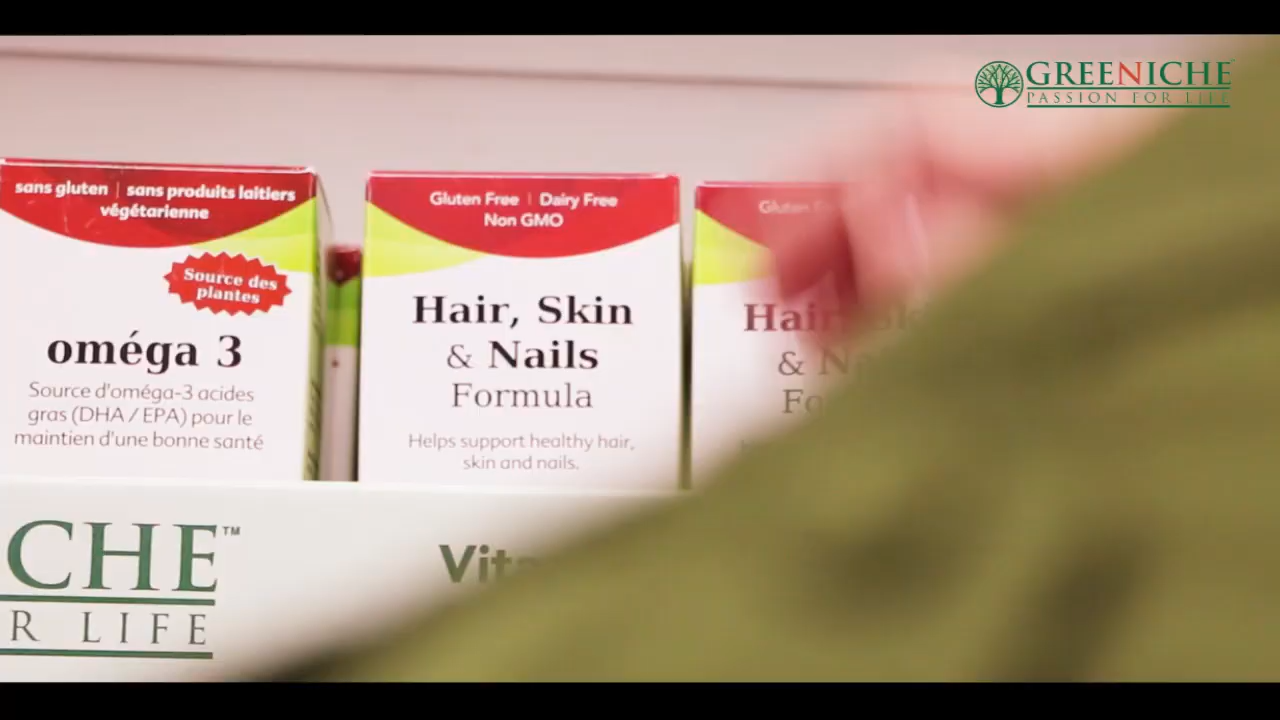 GREENICHE
PASSION FOR LIFE
sans gluten | sans produits laitiers
végétarienne
Source des
plantes
oméga 3
Source d'oméga-3 acides
gras (DHA / EPA) pour le
maintien d'une bonne santé
Gluten Free | Dairy Free
Non GMO
Hair, Skin
& Nails
Formula
Helps support healthy hair,
skin and nails.
Gluten
Hair,
&
CHE™
R LIFE